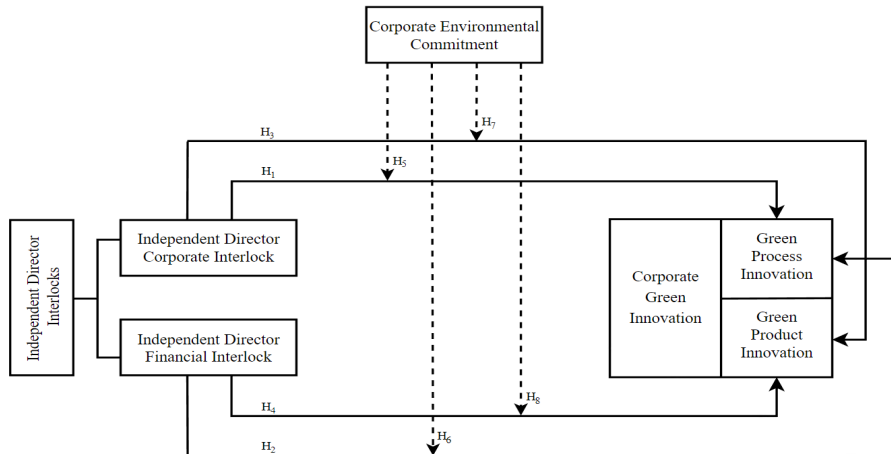 Corporate Environmental
Commitment
H3
H7
H5
H1
Independent Director
Interlocks
Independent Director
Corporate Interlock
Independent Director
Financial Interlock
Corporate
Green
Innovation
Green
Process
Innovation
Green
Product
Innovation
H4
H8
H6
H2